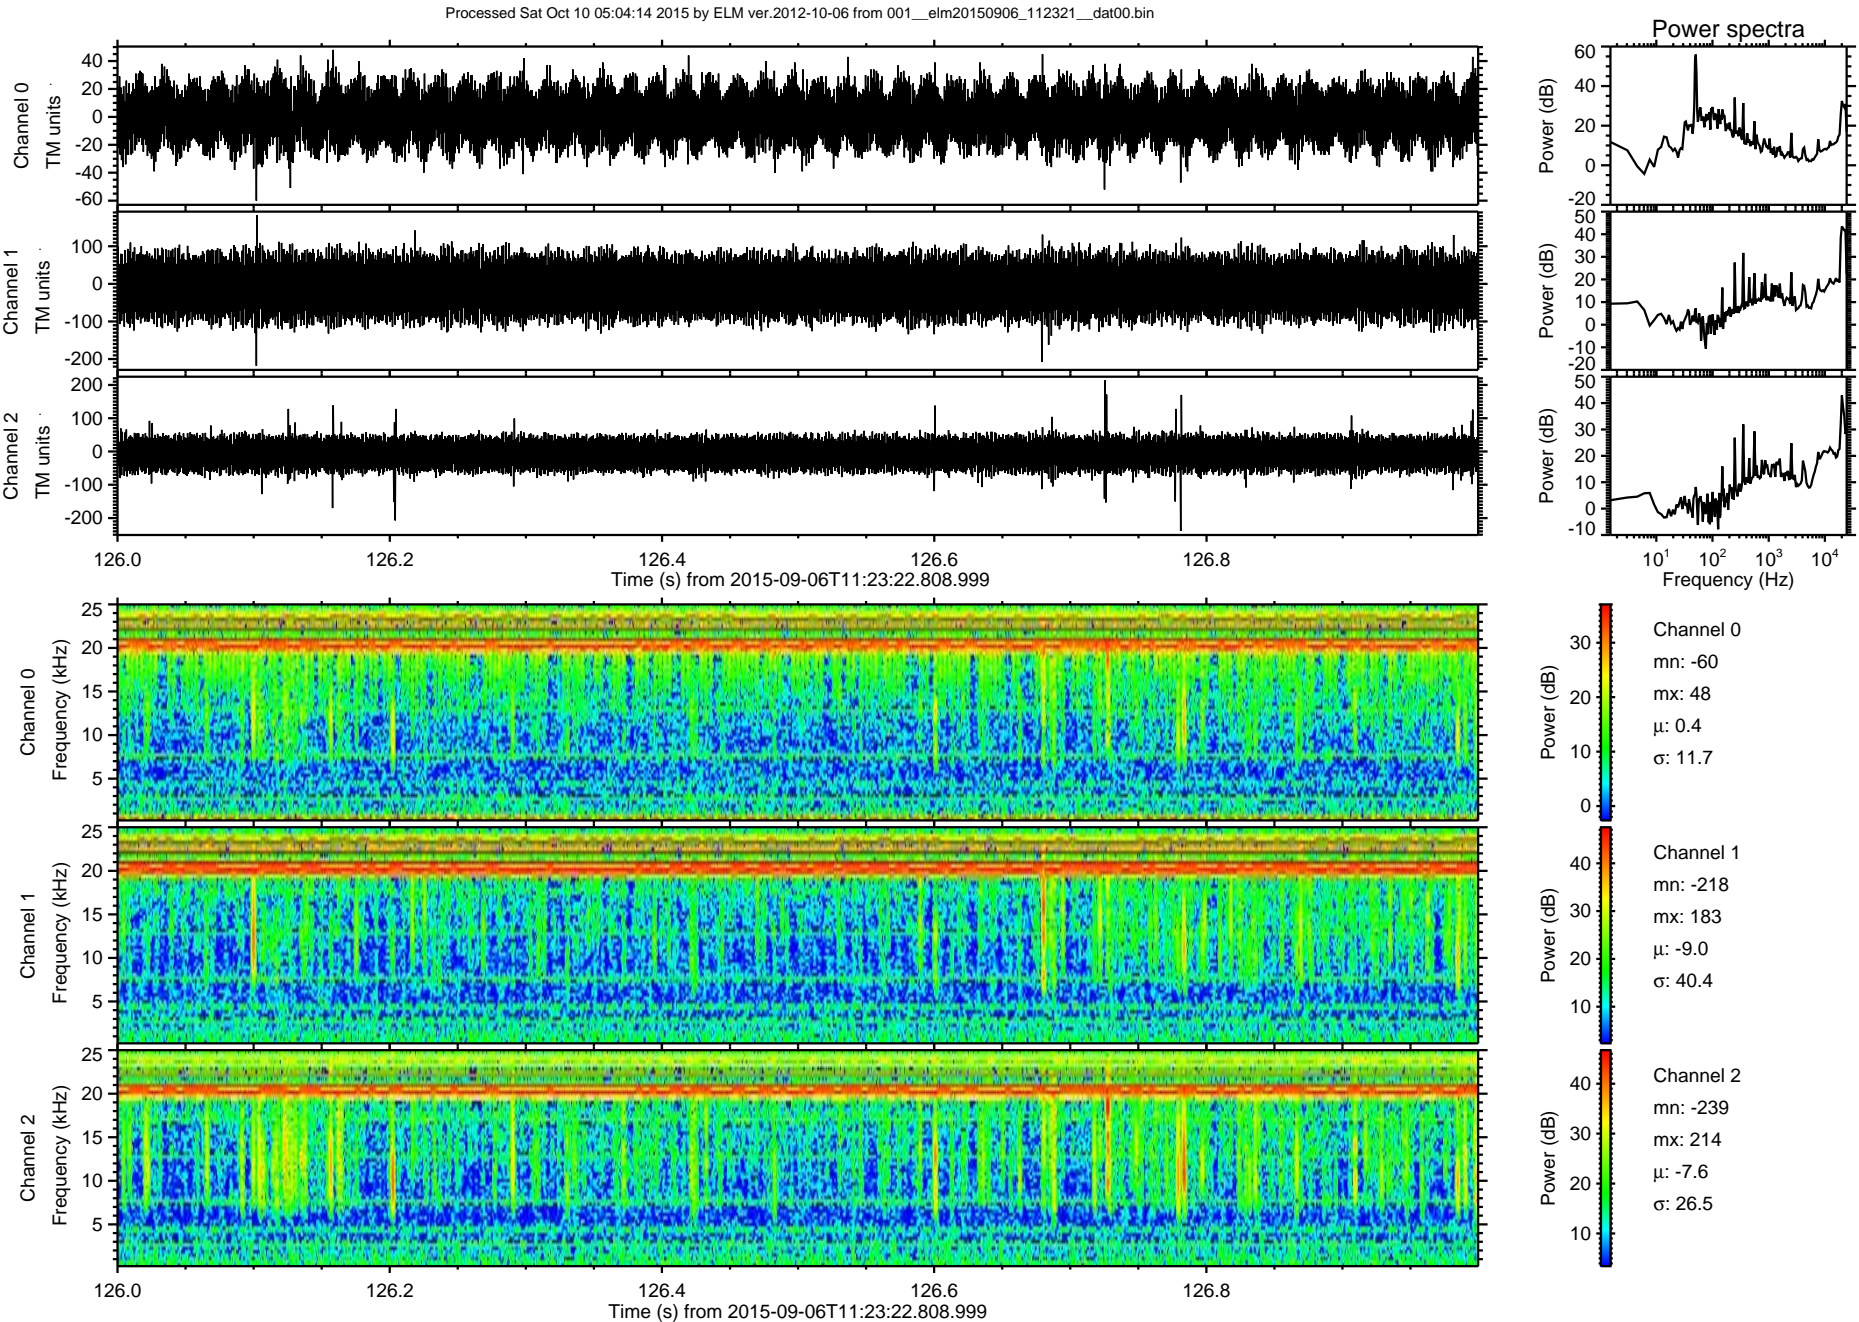 Processed Sat Oct 10 05:04:14 2015 by ELM ver.2012-10-06 from 001__elm20150906_112321__dat00.bin
Power spectra
Channel 0
TM units
40
20
0
-20
-40
-60
Power (dB)
60
40
20
0
-20
Channel 1
TM units
100
0
-100
-200
Power (dB)
50
40
30
20
10
0
-10
-20
Channel 2
TM units
200
100
0
-100
-200
Power (dB)
50
40
30
20
10
0
-10
126.0 126.2 126.4 126.6 126.8
Time (s) from 2015-09-06T11:23:22.808.999
10¹ 10² 10³ 10⁴
Frequency (Hz)
Channel 0
Frequency (kHz)
25
20
15
10
5
Power (dB)
30
20
10
0
Channel 0
mn: -60
mx: 48
μ: 0.4
σ: 11.7
Channel 1
Frequency (kHz)
25
20
15
10
5
Power (dB)
40
30
20
10
Channel 1
mn: -218
mx: 183
μ: -9.0
σ: 40.4
Channel 2
Frequency (kHz)
25
20
15
10
5
Power (dB)
40
30
20
10
Channel 2
mn: -239
mx: 214
μ: -7.6
σ: 26.5
126.0 126.2 126.4 126.6 126.8
Time (s) from 2015-09-06T11:23:22.808.999